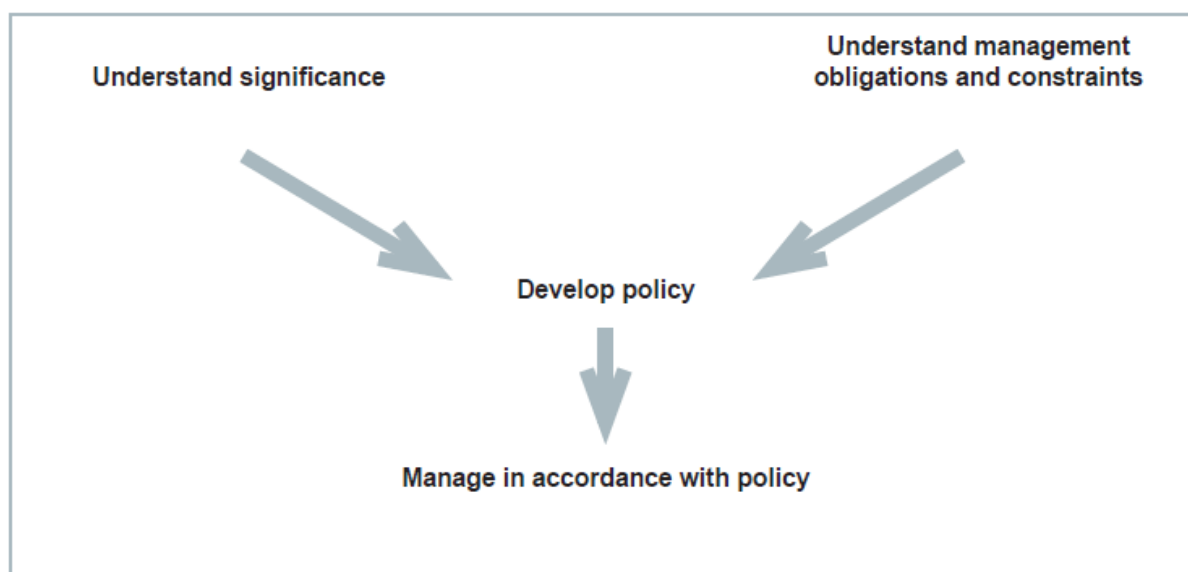 Understand significance
Understand management
obligations and constraints
Develop policy
Manage in accordance with policy